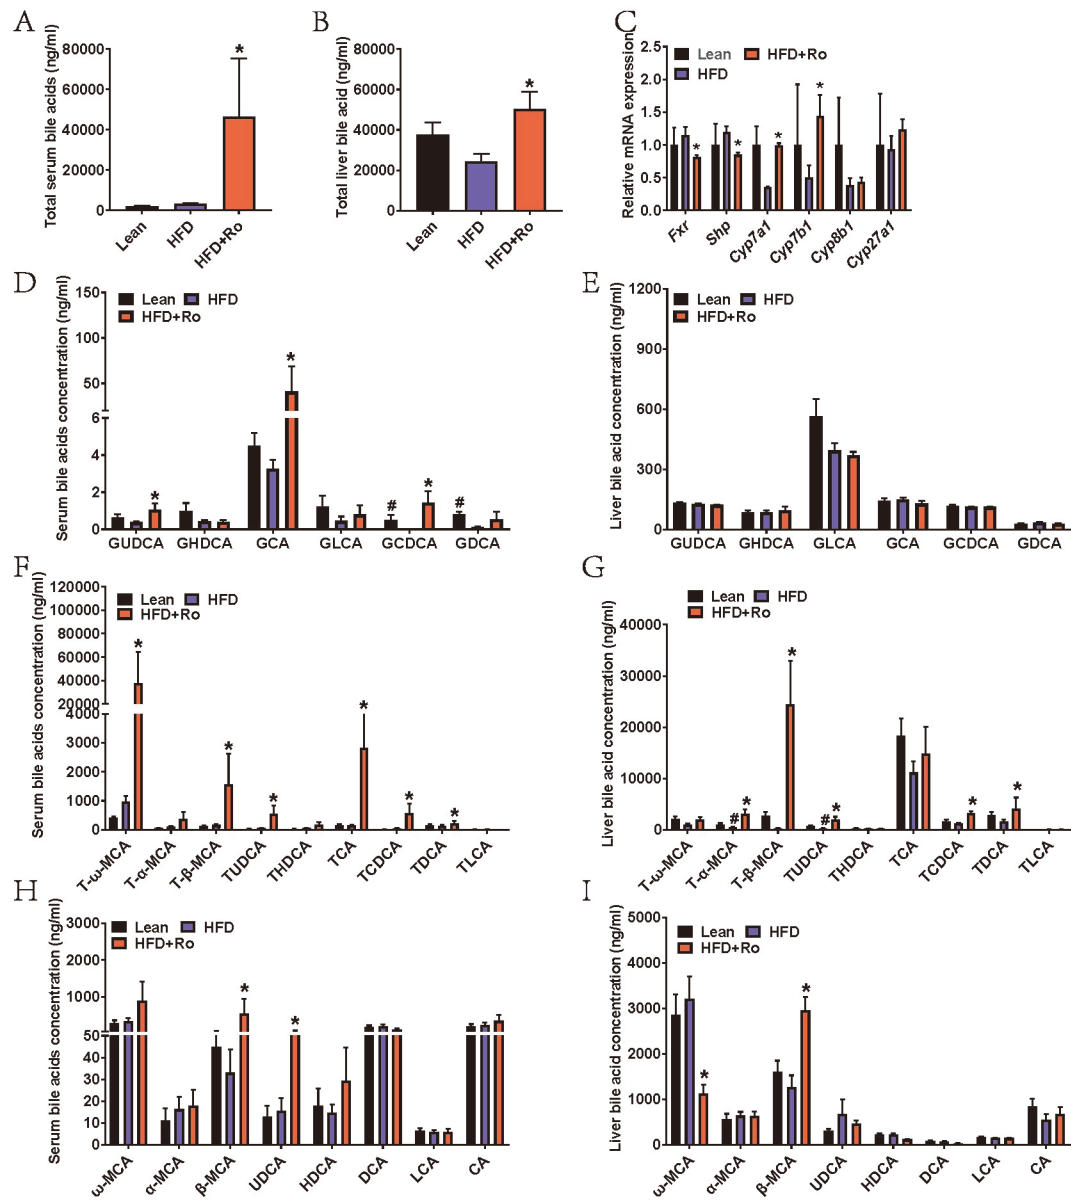 A
Total serum bile acids (ng/ml)
80000
60000
40000
20000
0
*
Lean
HFD
HFD+Ro
B
Total liver bile acid (ng/ml)
80000
60000
40000
20000
0
*
Lean
HFD
HFD+Ro
C
Relative mRNA expression
2.5
2.0
1.5
1.0
0.5
0.0
Lean
HFD+Ro
HFD
*
*
*
*
Fxr
Shp
Cyp7a1
Cyp7b1
Cyp8b1
Cyp27a1
D
Serum bile acids concentration (ng/ml)
150
100
50
6
4
2
0
Lean
HFD
HFD+Ro
*
*
#
*
#
GUDCA
GHDCA
GCA
GLCA
GCDCA
GDCA
E
Liver bile acid concentration (ng/ml)
1200
900
600
300
0
Lean
HFD
HFD+Ro
GUDCA
GHDCA
GLCA
GCA
GCDCA
GDCA
F
Serum bile acids concentration (ng/ml)
120000
100000
80000
60000
40000
20000
4000
3000
2000
1000
0
Lean
HFD
HFD+Ro
*
*
*
*
*
*
T-ω-MCA
T-α-MCA
T-β-MCA
TUDCA
THDCA
TCA
TCDCA
TDCA
TLCA
G
Liver bile acid concentration (ng/ml)
40000
30000
20000
10000
0
Lean
HFD
HFD+Ro
#
*
*
#
*
*
*
T-ω-MCA
T-α-MCA
T-β-MCA
TUDCA
THDCA
TCA
TCDCA
TDCA
TLCA
H
Serum bile acids concentration (ng/ml)
3000
2000
1000
50
40
30
20
10
0
Lean
HFD
HFD+Ro
*
*
ω-MCA
α-MCA
β-MCA
UDCA
HDCA
DCA
LCA
CA
I
Liver bile acid concentration (ng/ml)
5000
4000
3000
2000
1000
0
Lean
HFD
HFD+Ro
*
*
ω-MCA
α-MCA
β-MCA
UDCA
HDCA
DCA
LCA
CA